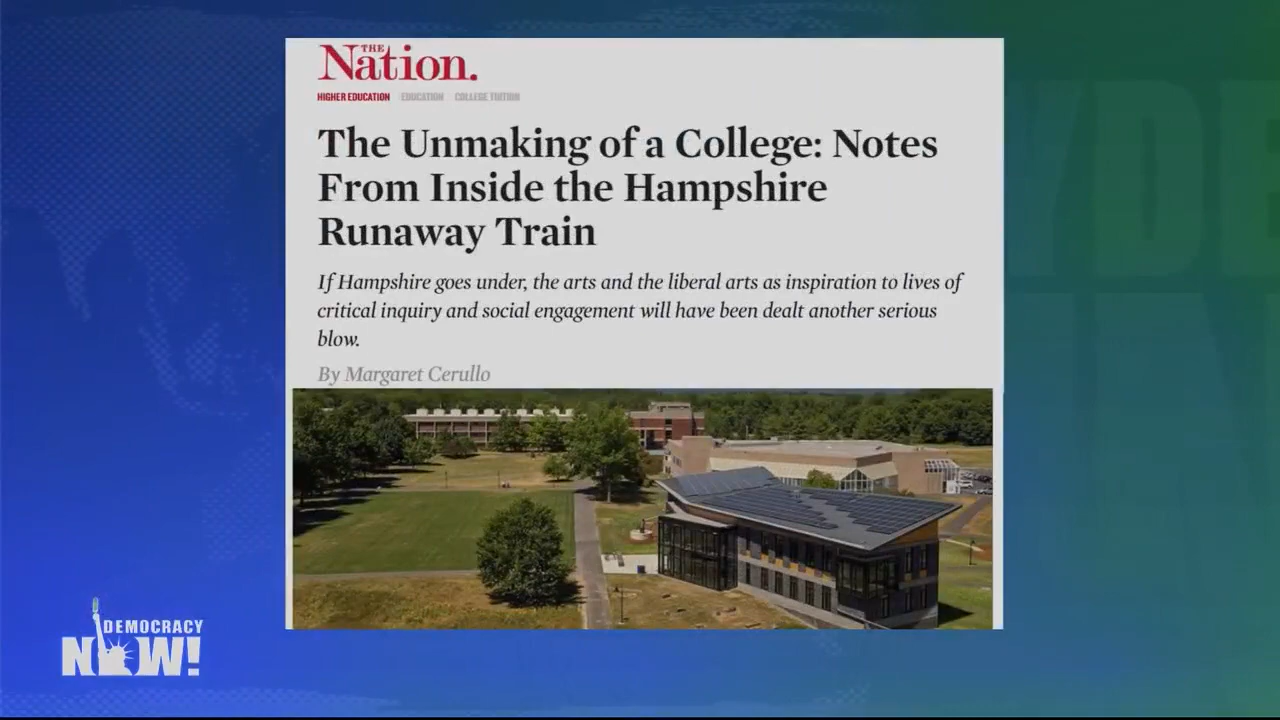 THE
Nation.
HIGHER EDUCATION EDUCATION COLLEGE TUITION
The Unmaking of a College: Notes
From Inside the Hampshire
Runaway Train
If Hampshire goes under, the arts and the liberal arts as inspiration to lives of
critical inquiry and social engagement will have been dealt another serious
blow.
By Margaret Cerullo
DEMOCRACY
NOW!